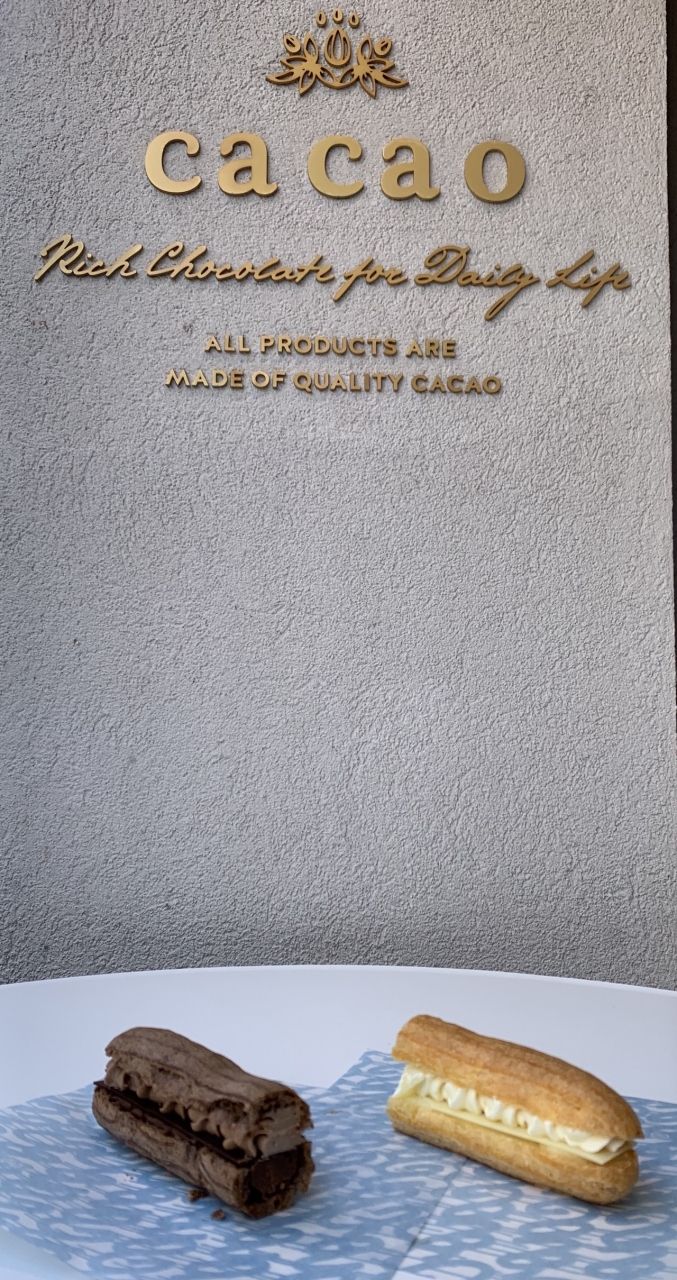 cacao
Rich Chocolate for Daily Life
ALL PRODUCTS ARE
MADE OF QUALITY CACAO